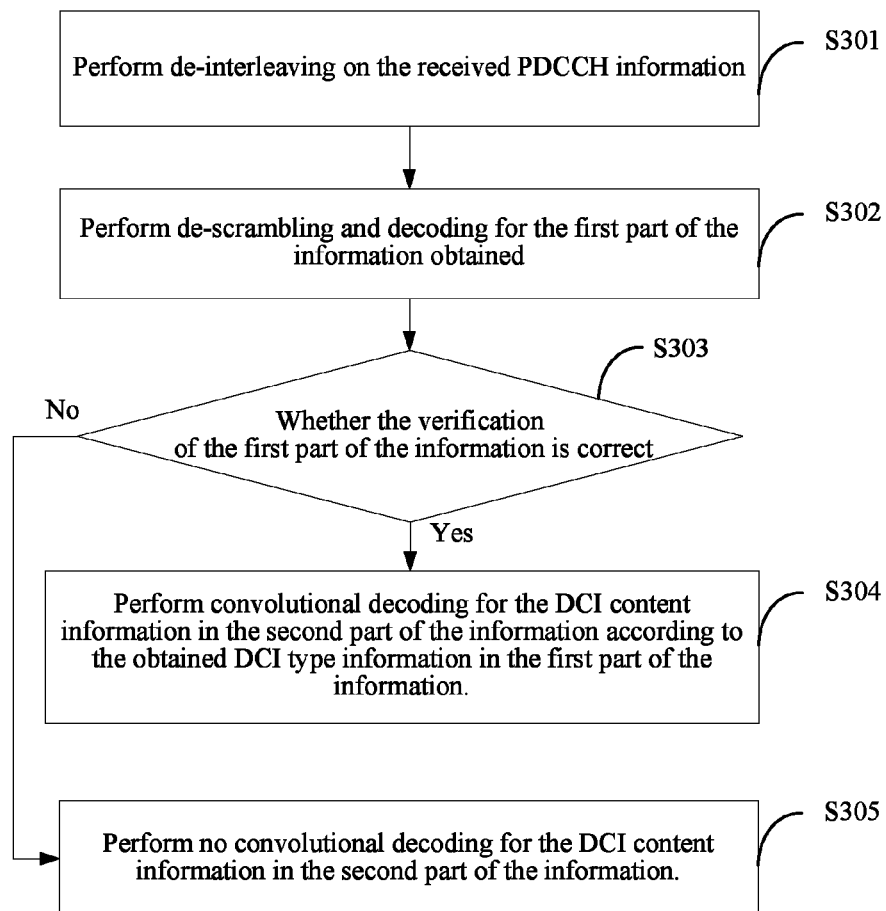 S301
Perform de-interleaving on the received PDCCH information
S302
Perform de-scrambling and decoding for the first part of the
information obtained
S303
No
Whether the verification
of the first part of the information is correct
Yes
S304
Perform convolutional decoding for the DCI content
information in the second part of the information according to
the obtained DCI type information in the first part of the
information.
S305
Perform no convolutional decoding for the DCI content
information in the second part of the information.